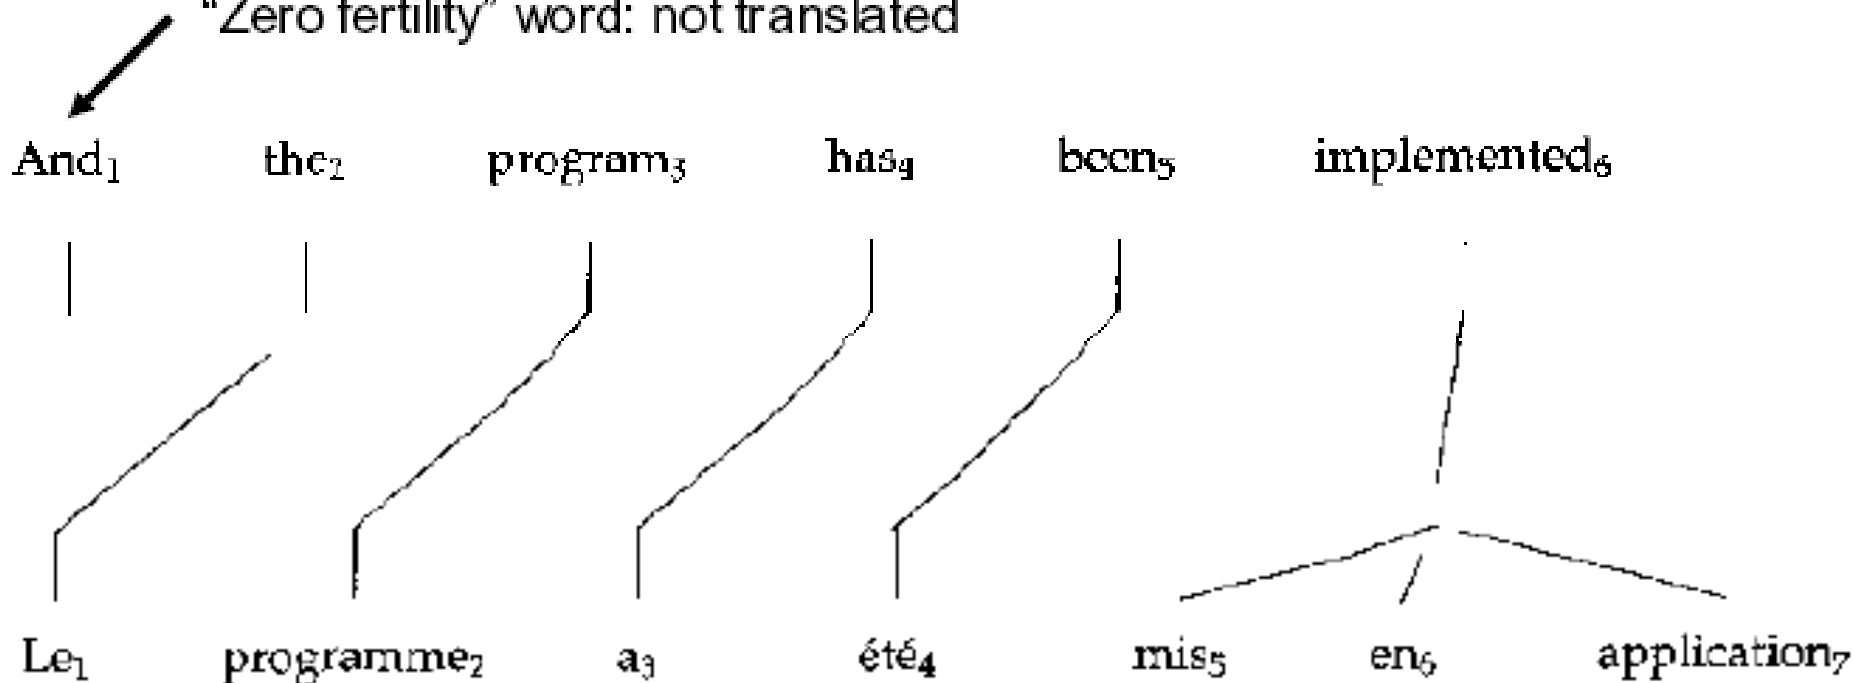 "Zero fertility" word: not translated
And₁ the₂ program₃ has₄ been₅ implemented₆
Le₁ programme₂ a₃ été₄ mis₅ en₆ application₇